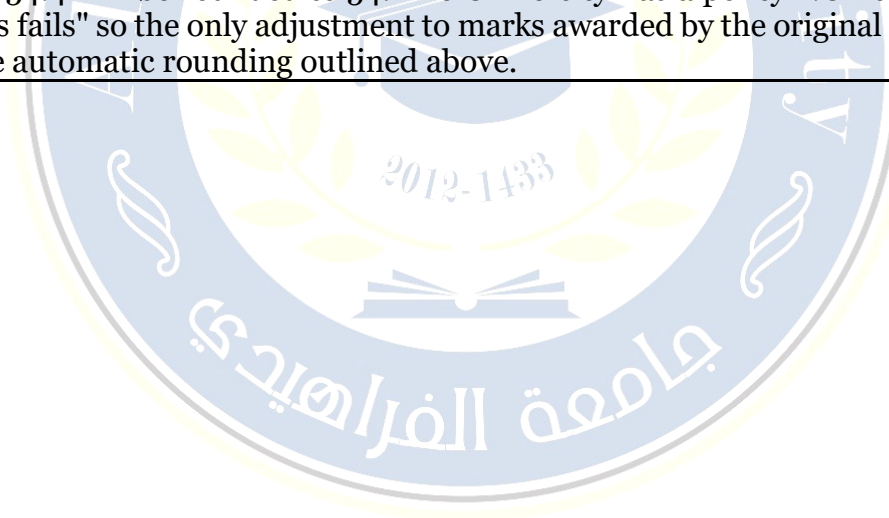 s fails" so the only adjustment to marks awarded by the original
e automatic rounding outlined above.
2012-1433
جامعة الفراهيدي